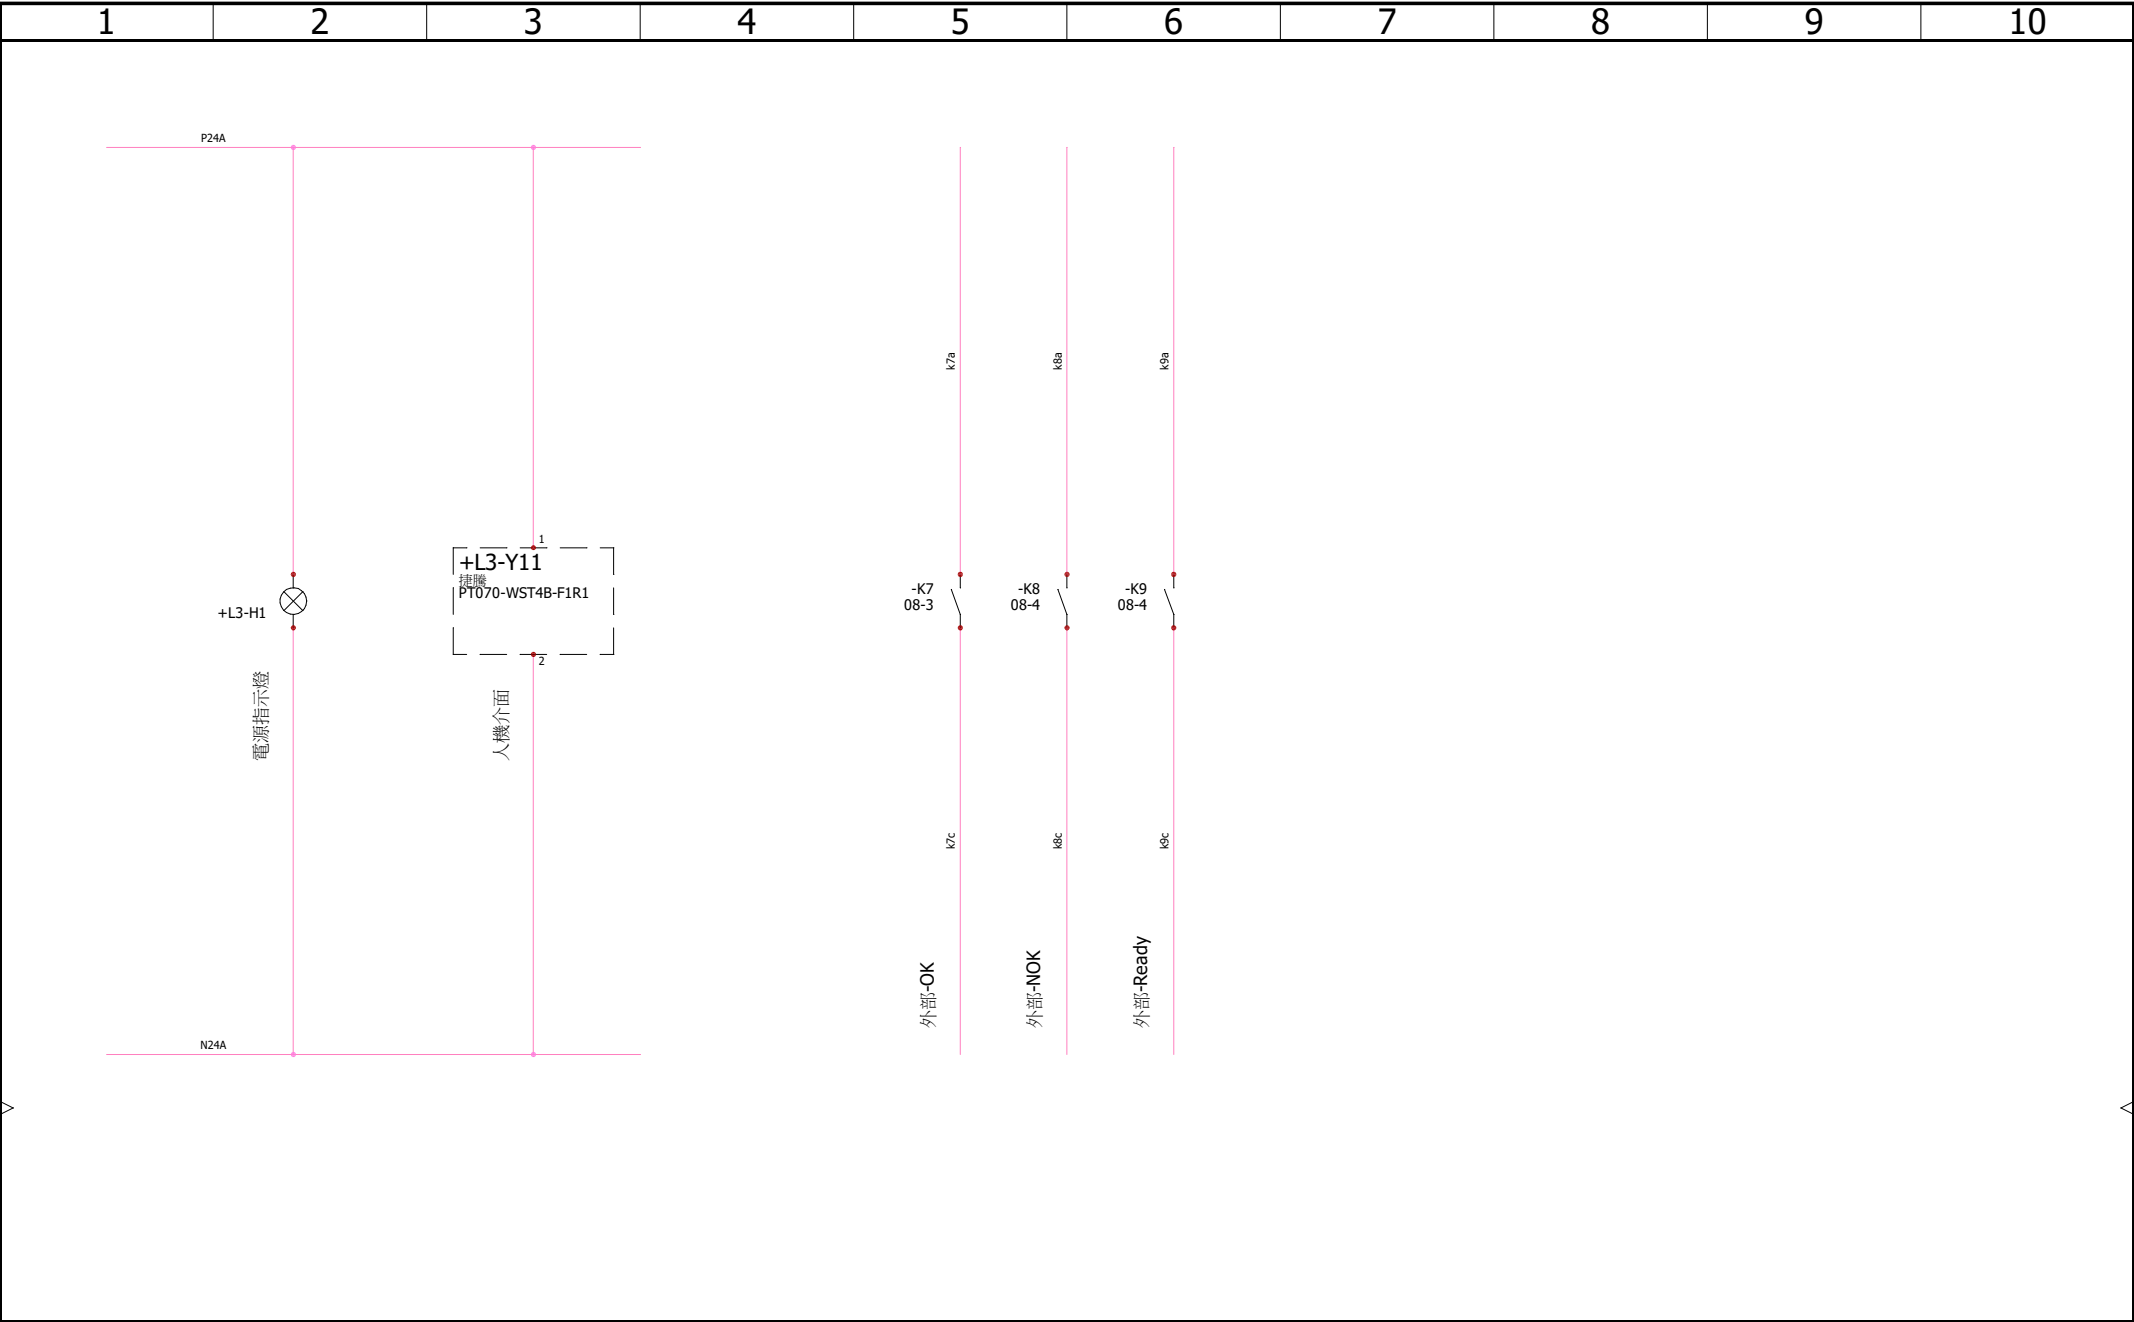 1 2 3 4 5 6 7 8 9 10
P24A
k7a
k8a
k9a
1
+L3-Y11
捷騰
PT070-WST4B-F1R1
2
+L3-H1
電源指示燈
人機介面
-K7
08-3
-K8
08-4
-K9
08-4
k7c
k8c
k9c
外部-OK
外部-NOK
外部-Ready
N24A